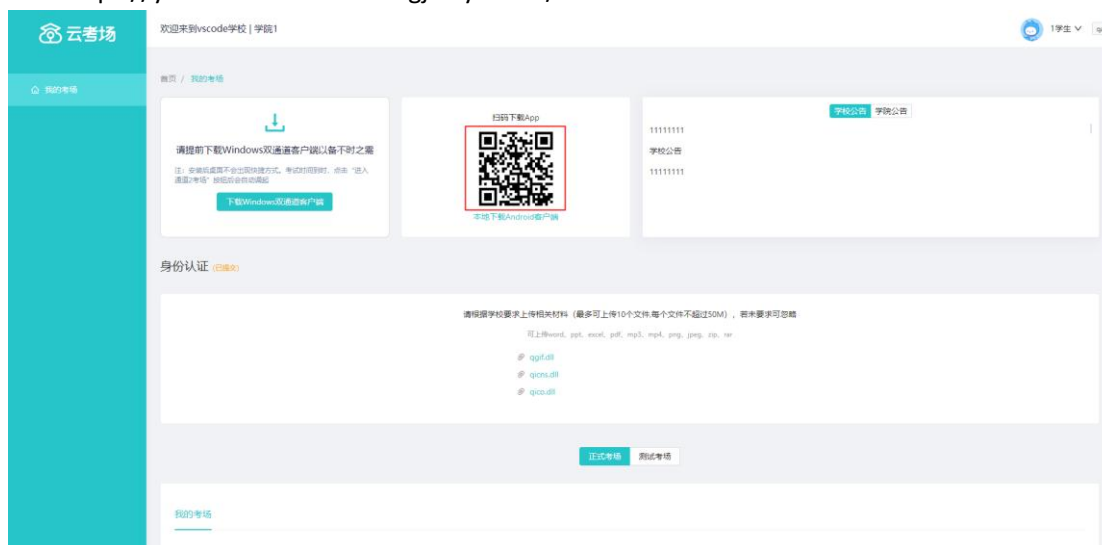 云考场
欢迎来到vscode学校 | 学院1
1学生
我的考场
首页 / 我的考场
请提前下载Windows双通道客户端以备不时之需
注：安装后桌面不会出现快捷方式，考试时间到时，点击“进入
通道2考场”按钮后会自动调起
下载Windows双通道客户端
扫码下载App
本地下载Android客户端
学校公告 学院公告
11111111
学校公告
11111111
身份认证 (已提交)
请根据学校要求上传相关材料（最多可上传10个文件,每个文件不超过50M），若未要求可忽略
可上传word, ppt, excel, pdf, mp3, mp4, png, jpeg, zip, rar
qgif.dll
qicns.dll
qico.dll
正式考场 测试考场
我的考场